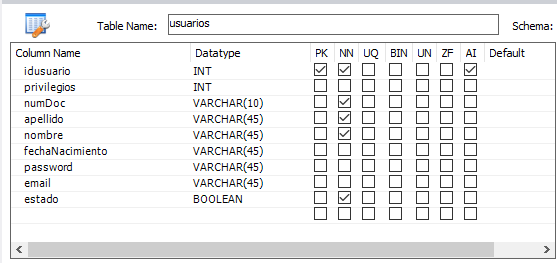 Table Name: usuarios Schema:
Column Name Datatype PK NN UQ BIN UN ZF AI Default
idusuario INT
privilegios INT
numDoc VARCHAR(10)
apellido VARCHAR(45)
nombre VARCHAR(45)
fechaNacimiento VARCHAR(45)
password VARCHAR(45)
email VARCHAR(45)
estado BOOLEAN